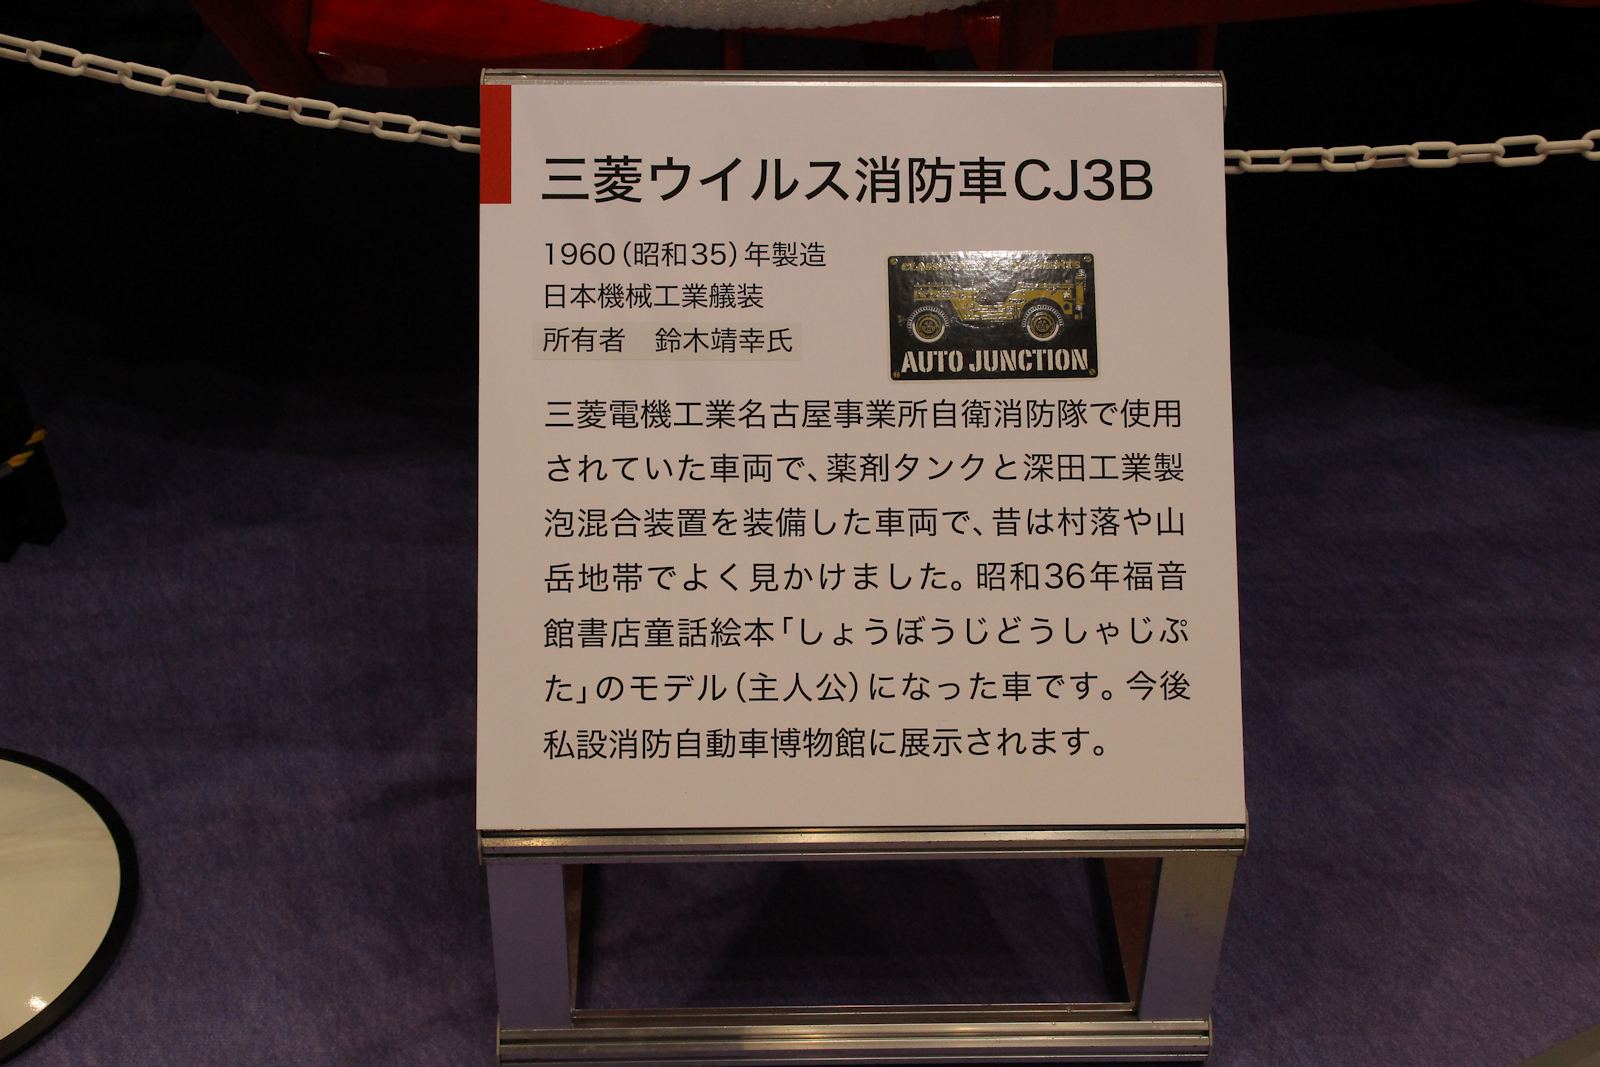 三菱ウイルス消防車CJ3B
1960（昭和35）年製造
日本機械工業艤装
所有者　鈴木靖幸氏
AUTO JUNCTION
三菱電機工業名古屋事業所自衛消防隊で使用
されていた車両で、薬剤タンクと深田工業製
泡混合装置を装備した車両で、昔は村落や山
岳地帯でよく見かけました。昭和36年福音
館書店童話絵本「しょうぼうじどうしゃじぷ
た」のモデル（主人公）になった車です。今後
私設消防自動車博物館に展示されます。